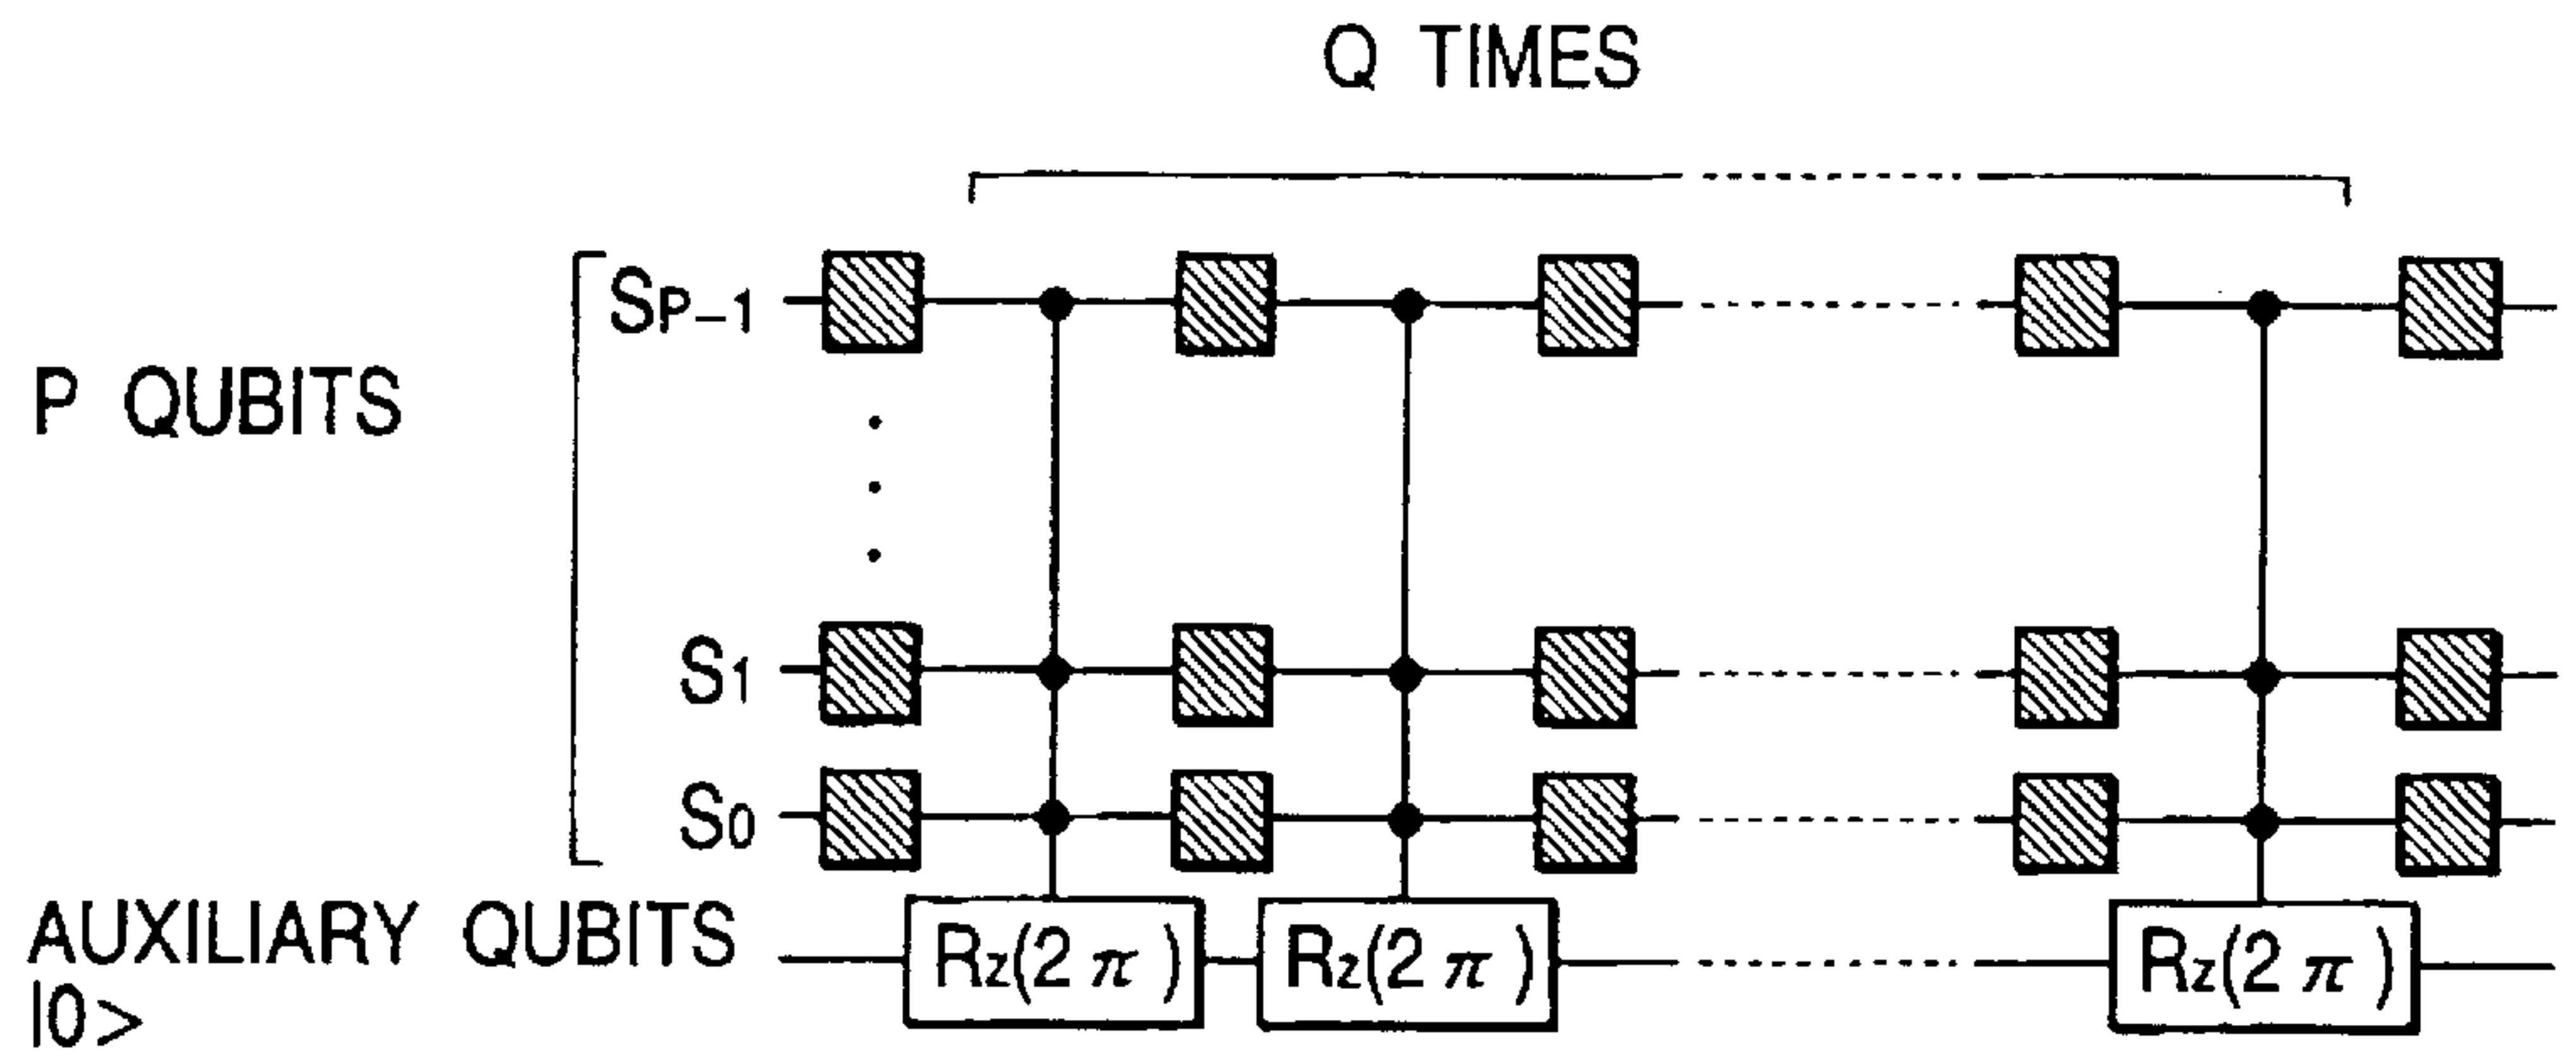 Q TIMES
P QUBITS
SP-1
S1
S0
AUXILIARY QUBITS
|0>
Rz(2π) Rz(2π) Rz(2π)